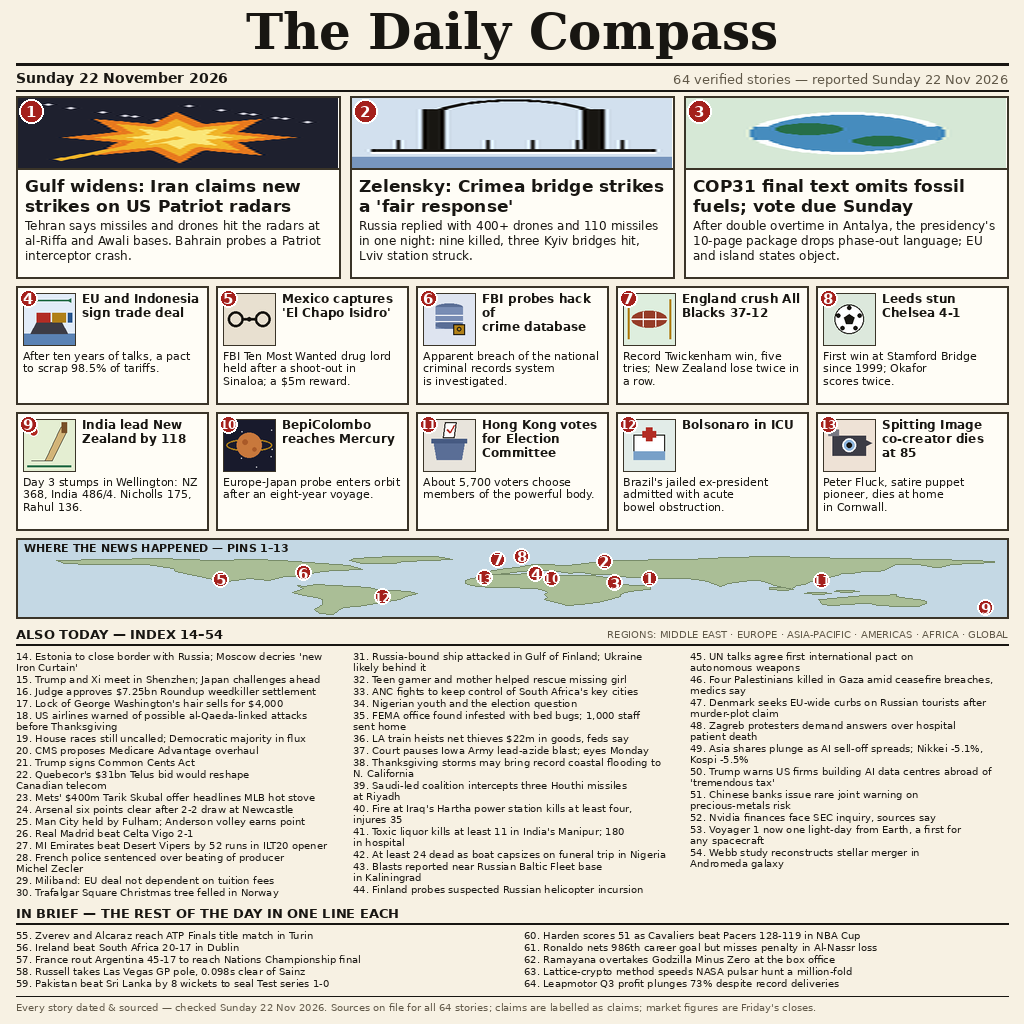 The Daily Compass
Sunday 22 November 2026
64 verified stories — reported Sunday 22 Nov 2026
1
2
3
Gulf widens: Iran claims new
strikes on US Patriot radars
Tehran says missiles and drones hit the radars at
al-Riffa and Awali bases. Bahrain probes a Patriot
interceptor crash.
Zelensky: Crimea bridge strikes
a 'fair response'
Russia replied with 400+ drones and 110 missiles
in one night: nine killed, three Kyiv bridges hit,
Lviv station struck.
COP31 final text omits fossil
fuels; vote due Sunday
After double overtime in Antalya, the presidency's
10-page package drops phase-out language; EU
and island states object.
4
EU and Indonesia
sign trade deal
After ten years of talks, a pact
to scrap 98.5% of tariffs.
5
Mexico captures
'El Chapo Isidro'
FBI Ten Most Wanted drug lord
held after a shoot-out in
Sinaloa; a $5m reward.
6
FBI probes hack
of
crime database
Apparent breach of the national
criminal records system
is investigated.
7
England crush All
Blacks 37-12
Record Twickenham win, five
tries; New Zealand lose twice in
a row.
8
Leeds stun
Chelsea 4-1
First win at Stamford Bridge
since 1999; Okafor
scores twice.
9
India lead New
Zealand by 118
Day 3 stumps in Wellington: NZ
368, India 486/4. Nicholls 175,
Rahul 136.
10
BepiColombo
reaches Mercury
Europe-Japan probe enters orbit
after an eight-year voyage.
11
Hong Kong votes
for Election
Committee
About 5,700 voters choose
members of the powerful body.
12
Bolsonaro in ICU
Brazil's jailed ex-president
admitted with acute
bowel obstruction.
13
Spitting Image
co-creator dies
at 85
Peter Fluck, satire puppet
pioneer, dies at home
in Cornwall.
WHERE THE NEWS HAPPENED — PINS 1–13
7
8
2
5
6
13
4
10
3
1
11
12
9
ALSO TODAY — INDEX 14–54
REGIONS: MIDDLE EAST · EUROPE · ASIA-PACIFIC · AMERICAS · AFRICA · GLOBAL
14. Estonia to close border with Russia; Moscow decries 'new
Iron Curtain'
15. Trump and Xi meet in Shenzhen; Japan challenges ahead
16. Judge approves $7.25bn Roundup weedkiller settlement
17. Lock of George Washington's hair sells for $4,000
18. US airlines warned of possible al-Qaeda-linked attacks
before Thanksgiving
19. House races still uncalled; Democratic majority in flux
20. CMS proposes Medicare Advantage overhaul
21. Trump signs Common Cents Act
22. Quebecor's $31bn Telus bid would reshape
Canadian telecom
23. Mets' $400m Tarik Skubal offer headlines MLB hot stove
24. Arsenal six points clear after 2-2 draw at Newcastle
25. Man City held by Fulham; Anderson volley earns point
26. Real Madrid beat Celta Vigo 2-1
27. MI Emirates beat Desert Vipers by 52 runs in ILT20 opener
28. French police sentenced over beating of producer
Michel Zecler
29. Miliband: EU deal not dependent on tuition fees
30. Trafalgar Square Christmas tree felled in Norway
31. Russia-bound ship attacked in Gulf of Finland; Ukraine
likely behind it
32. Teen gamer and mother helped rescue missing girl
33. ANC fights to keep control of South Africa's key cities
34. Nigerian youth and the election question
35. FEMA office found infested with bed bugs; 1,000 staff
sent home
36. LA train heists net thieves $22m in goods, feds say
37. Court pauses Iowa Army lead-azide blast; eyes Monday
38. Thanksgiving storms may bring record coastal flooding to
N. California
39. Saudi-led coalition intercepts three Houthi missiles
at Riyadh
40. Fire at Iraq's Hartha power station kills at least four,
injures 35
41. Toxic liquor kills at least 11 in India's Manipur; 180
in hospital
42. At least 24 dead as boat capsizes on funeral trip in Nigeria
43. Blasts reported near Russian Baltic Fleet base
in Kaliningrad
44. Finland probes suspected Russian helicopter incursion
45. UN talks agree first international pact on
autonomous weapons
46. Four Palestinians killed in Gaza amid ceasefire breaches,
medics say
47. Denmark seeks EU-wide curbs on Russian tourists after
murder-plot claim
48. Zagreb protesters demand answers over hospital
patient death
49. Asia shares plunge as AI sell-off spreads; Nikkei -5.1%,
Kospi -5.5%
50. Trump warns US firms building AI data centres abroad of
'tremendous tax'
51. Chinese banks issue rare joint warning on
precious-metals risk
52. Nvidia finances face SEC inquiry, sources say
53. Voyager 1 now one light-day from Earth, a first for
any spacecraft
54. Webb study reconstructs stellar merger in
Andromeda galaxy
IN BRIEF — THE REST OF THE DAY IN ONE LINE EACH
55. Zverev and Alcaraz reach ATP Finals title match in Turin
56. Ireland beat South Africa 20-17 in Dublin
57. France rout Argentina 45-17 to reach Nations Championship final
58. Russell takes Las Vegas GP pole, 0.098s clear of Sainz
59. Pakistan beat Sri Lanka by 8 wickets to seal Test series 1-0
60. Harden scores 51 as Cavaliers beat Pacers 128-119 in NBA Cup
61. Ronaldo nets 986th career goal but misses penalty in Al-Nassr loss
62. Ramayana overtakes Godzilla Minus Zero at the box office
63. Lattice-crypto method speeds NASA pulsar hunt a million-fold
64. Leapmotor Q3 profit plunges 73% despite record deliveries
Every story dated & sourced — checked Sunday 22 Nov 2026. Sources on file for all 64 stories; claims are labelled as claims; market figures are Friday's closes.